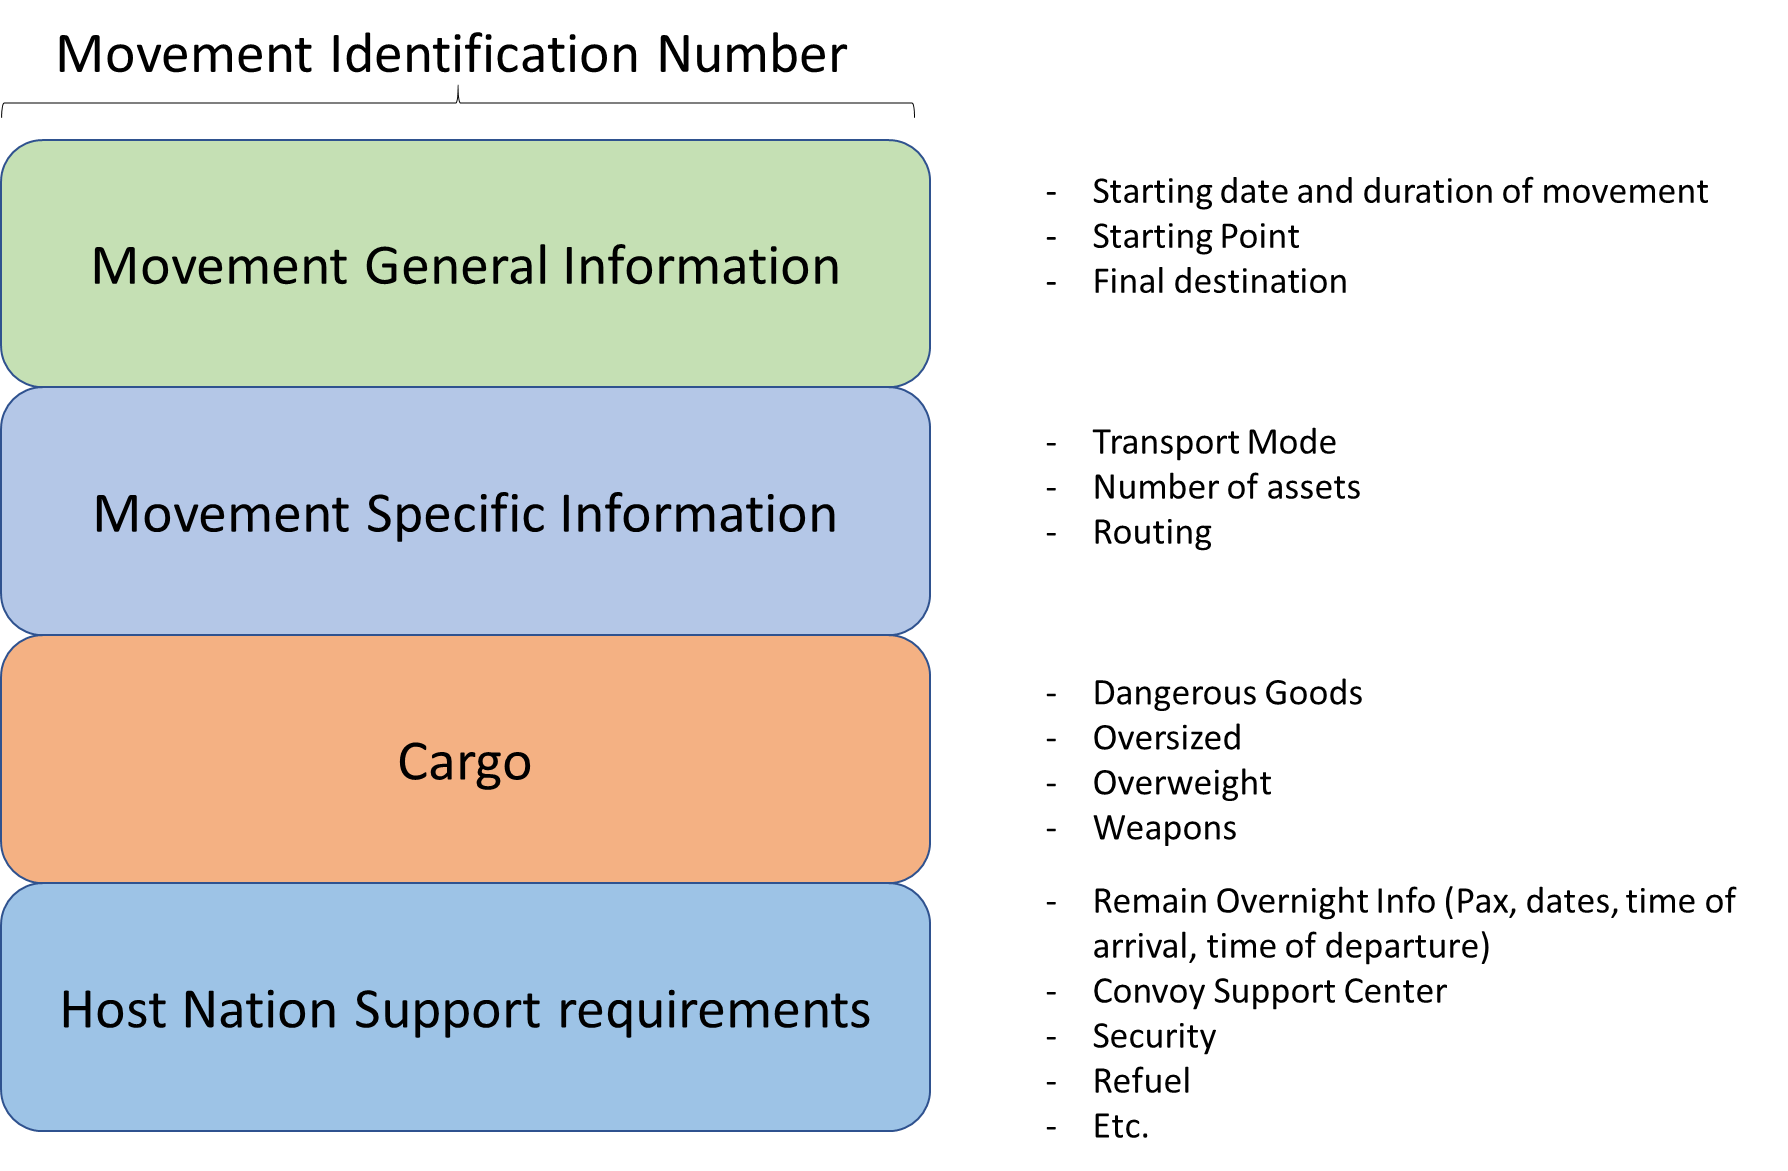 Movement Identification Number
Movement General Information
- Starting date and duration of movement
- Starting Point
- Final destination
Movement Specific Information
- Transport Mode
- Number of assets
- Routing
Cargo
- Dangerous Goods
- Oversized
- Overweight
- Weapons
Host Nation Support requirements
- Remain Overnight Info (Pax, dates, time of
arrival, time of departure)
- Convoy Support Center
- Security
- Refuel
- Etc.